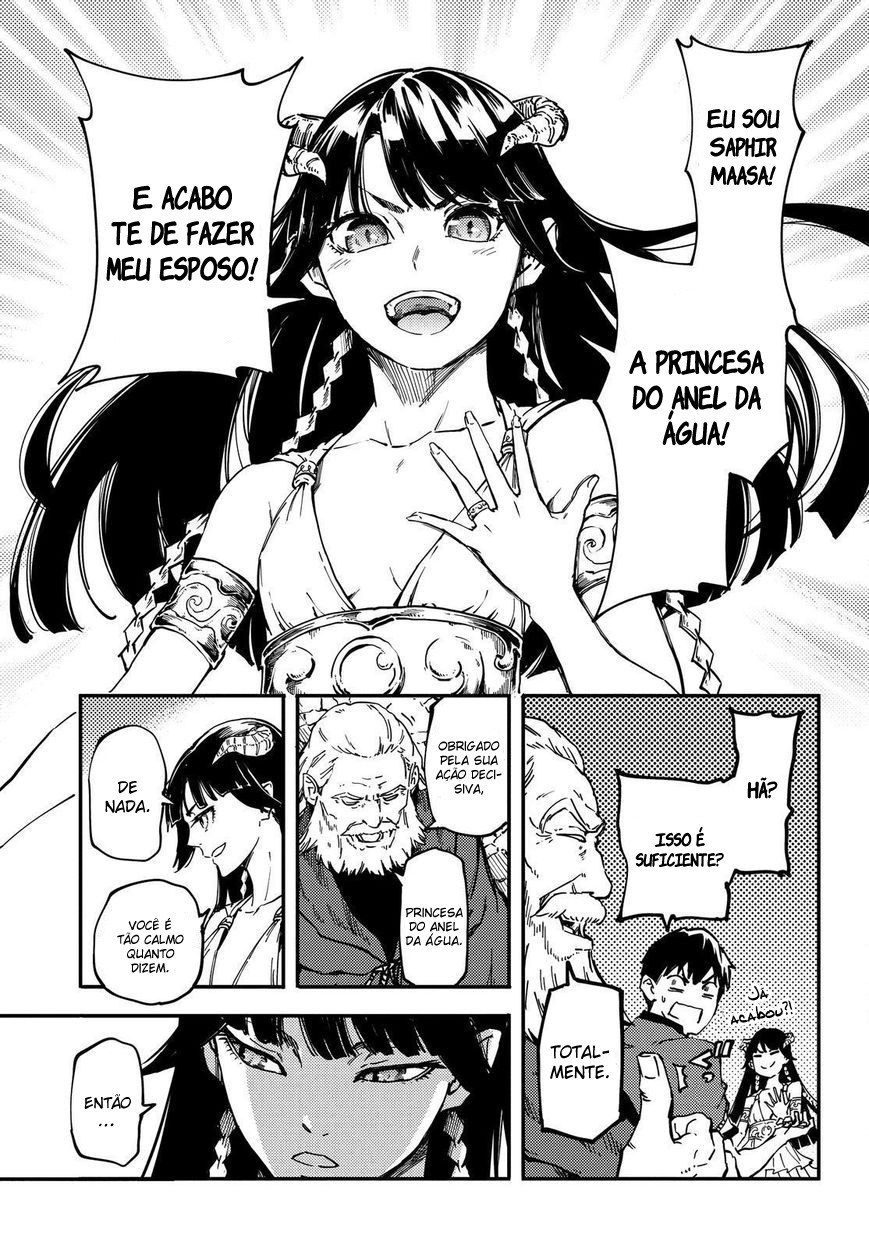 EU SOU
SAPHIR
MAASA!
A PRINCESA
DO ANEL DA
ÁGUA!
E ACABO
TE DE FAZER
MEU ESPOSO!
HÃ?
ISSO É
SUFICIENTE?
JÁ
ACABOU?!
TOTAL-
MENTE.
OBRIGADO
PELA SUA
AÇÃO DECI-
SIVA,
PRINCESA
DO ANEL
DA ÁGUA.
DE
NADA.
VOCÊ É
TÃO CALMO
QUANTO
DIZEM.
ENTÃO
...